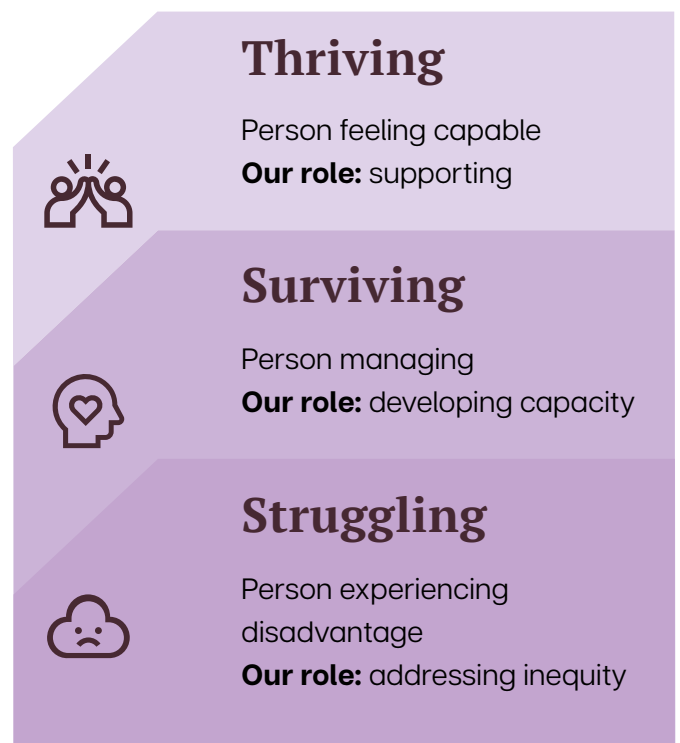 Thriving
Person feeling capable
Our role: supporting
Surviving
Person managing
Our role: developing capacity
Struggling
Person experiencing
disadvantage
Our role: addressing inequity